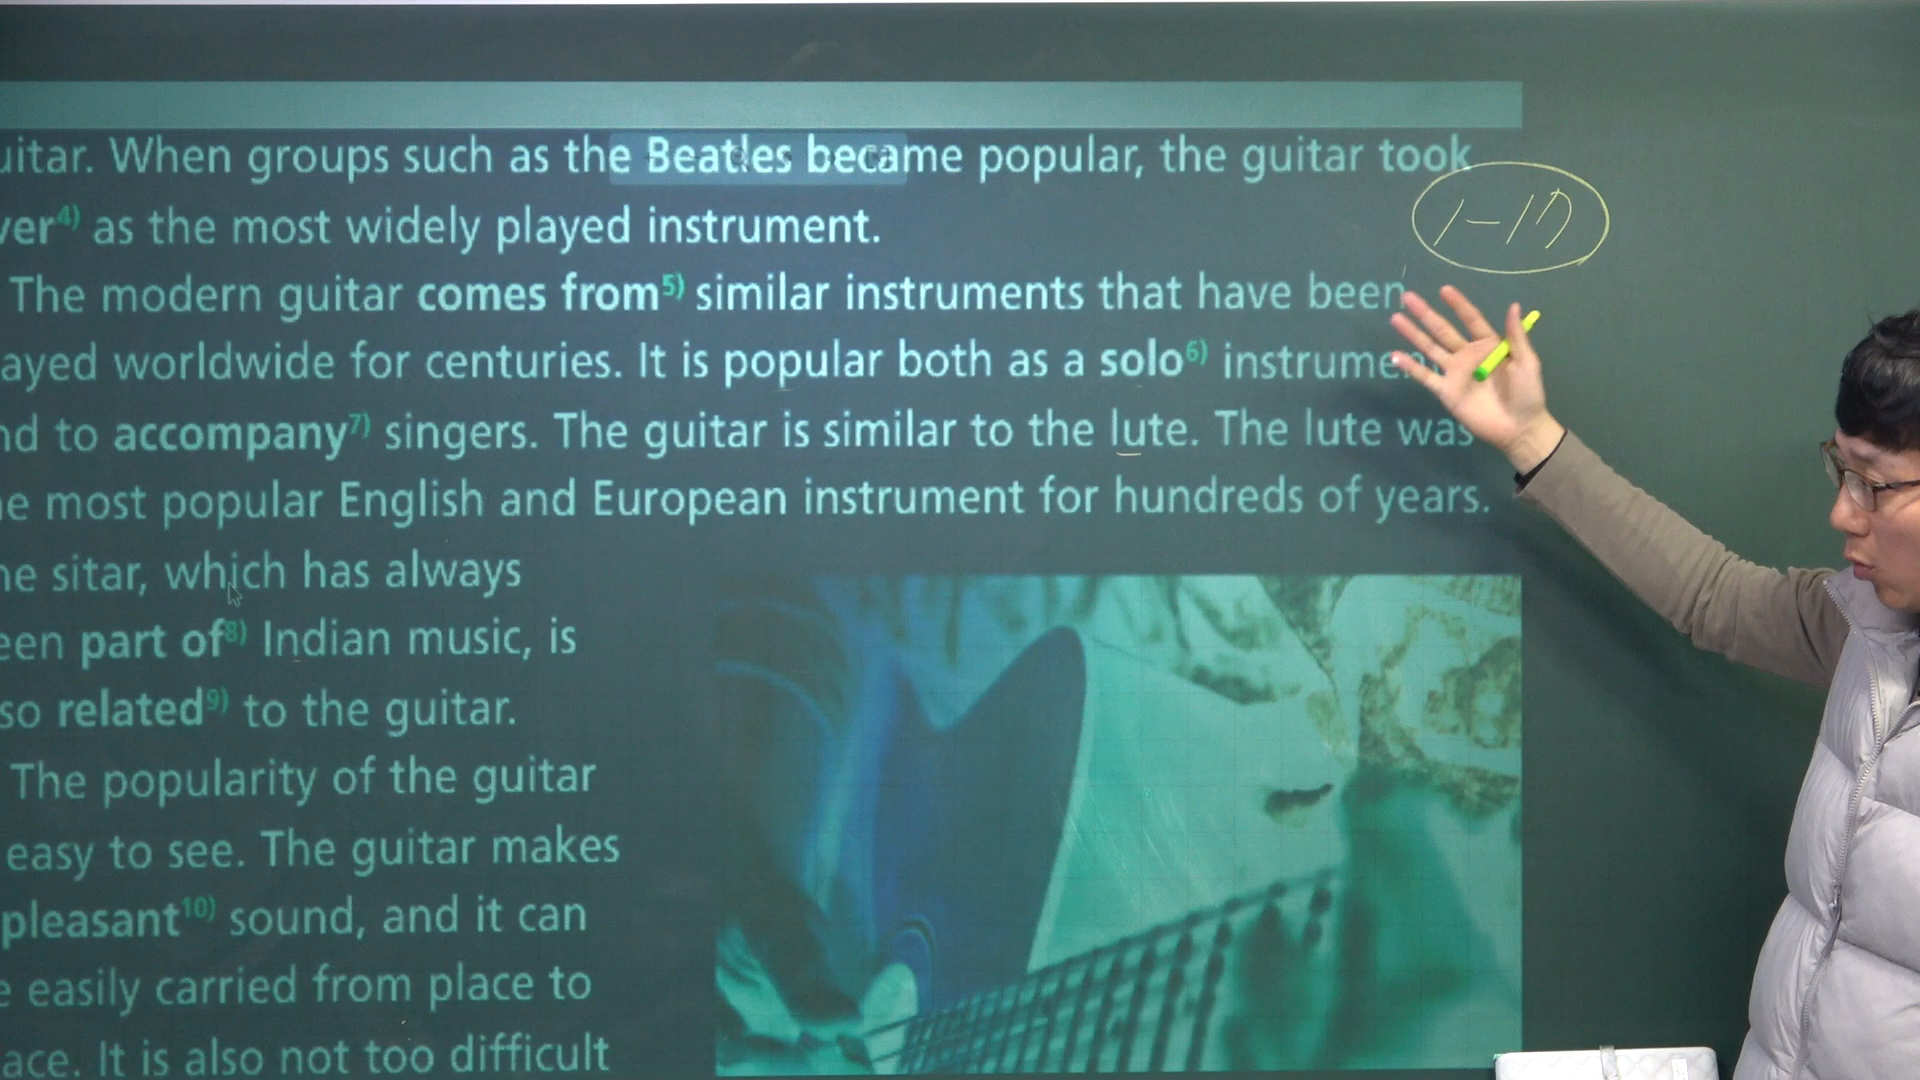 uitar. When groups such as the Beatles became popular, the guitar took
ver4) as the most widely played instrument.
The modern guitar comes from5) similar instruments that have been
ayed worldwide for centuries. It is popular both as a solo6) instrume
nd to accompany7) singers. The guitar is similar to the lute. The lute was
e most popular English and European instrument for hundreds of years.
he sitar, which has always
een part of8) Indian music, is
so related9) to the guitar.
The popularity of the guitar
easy to see. The guitar makes
pleasant10) sound, and it can
e easily carried from place to
ace. It is also not too difficult